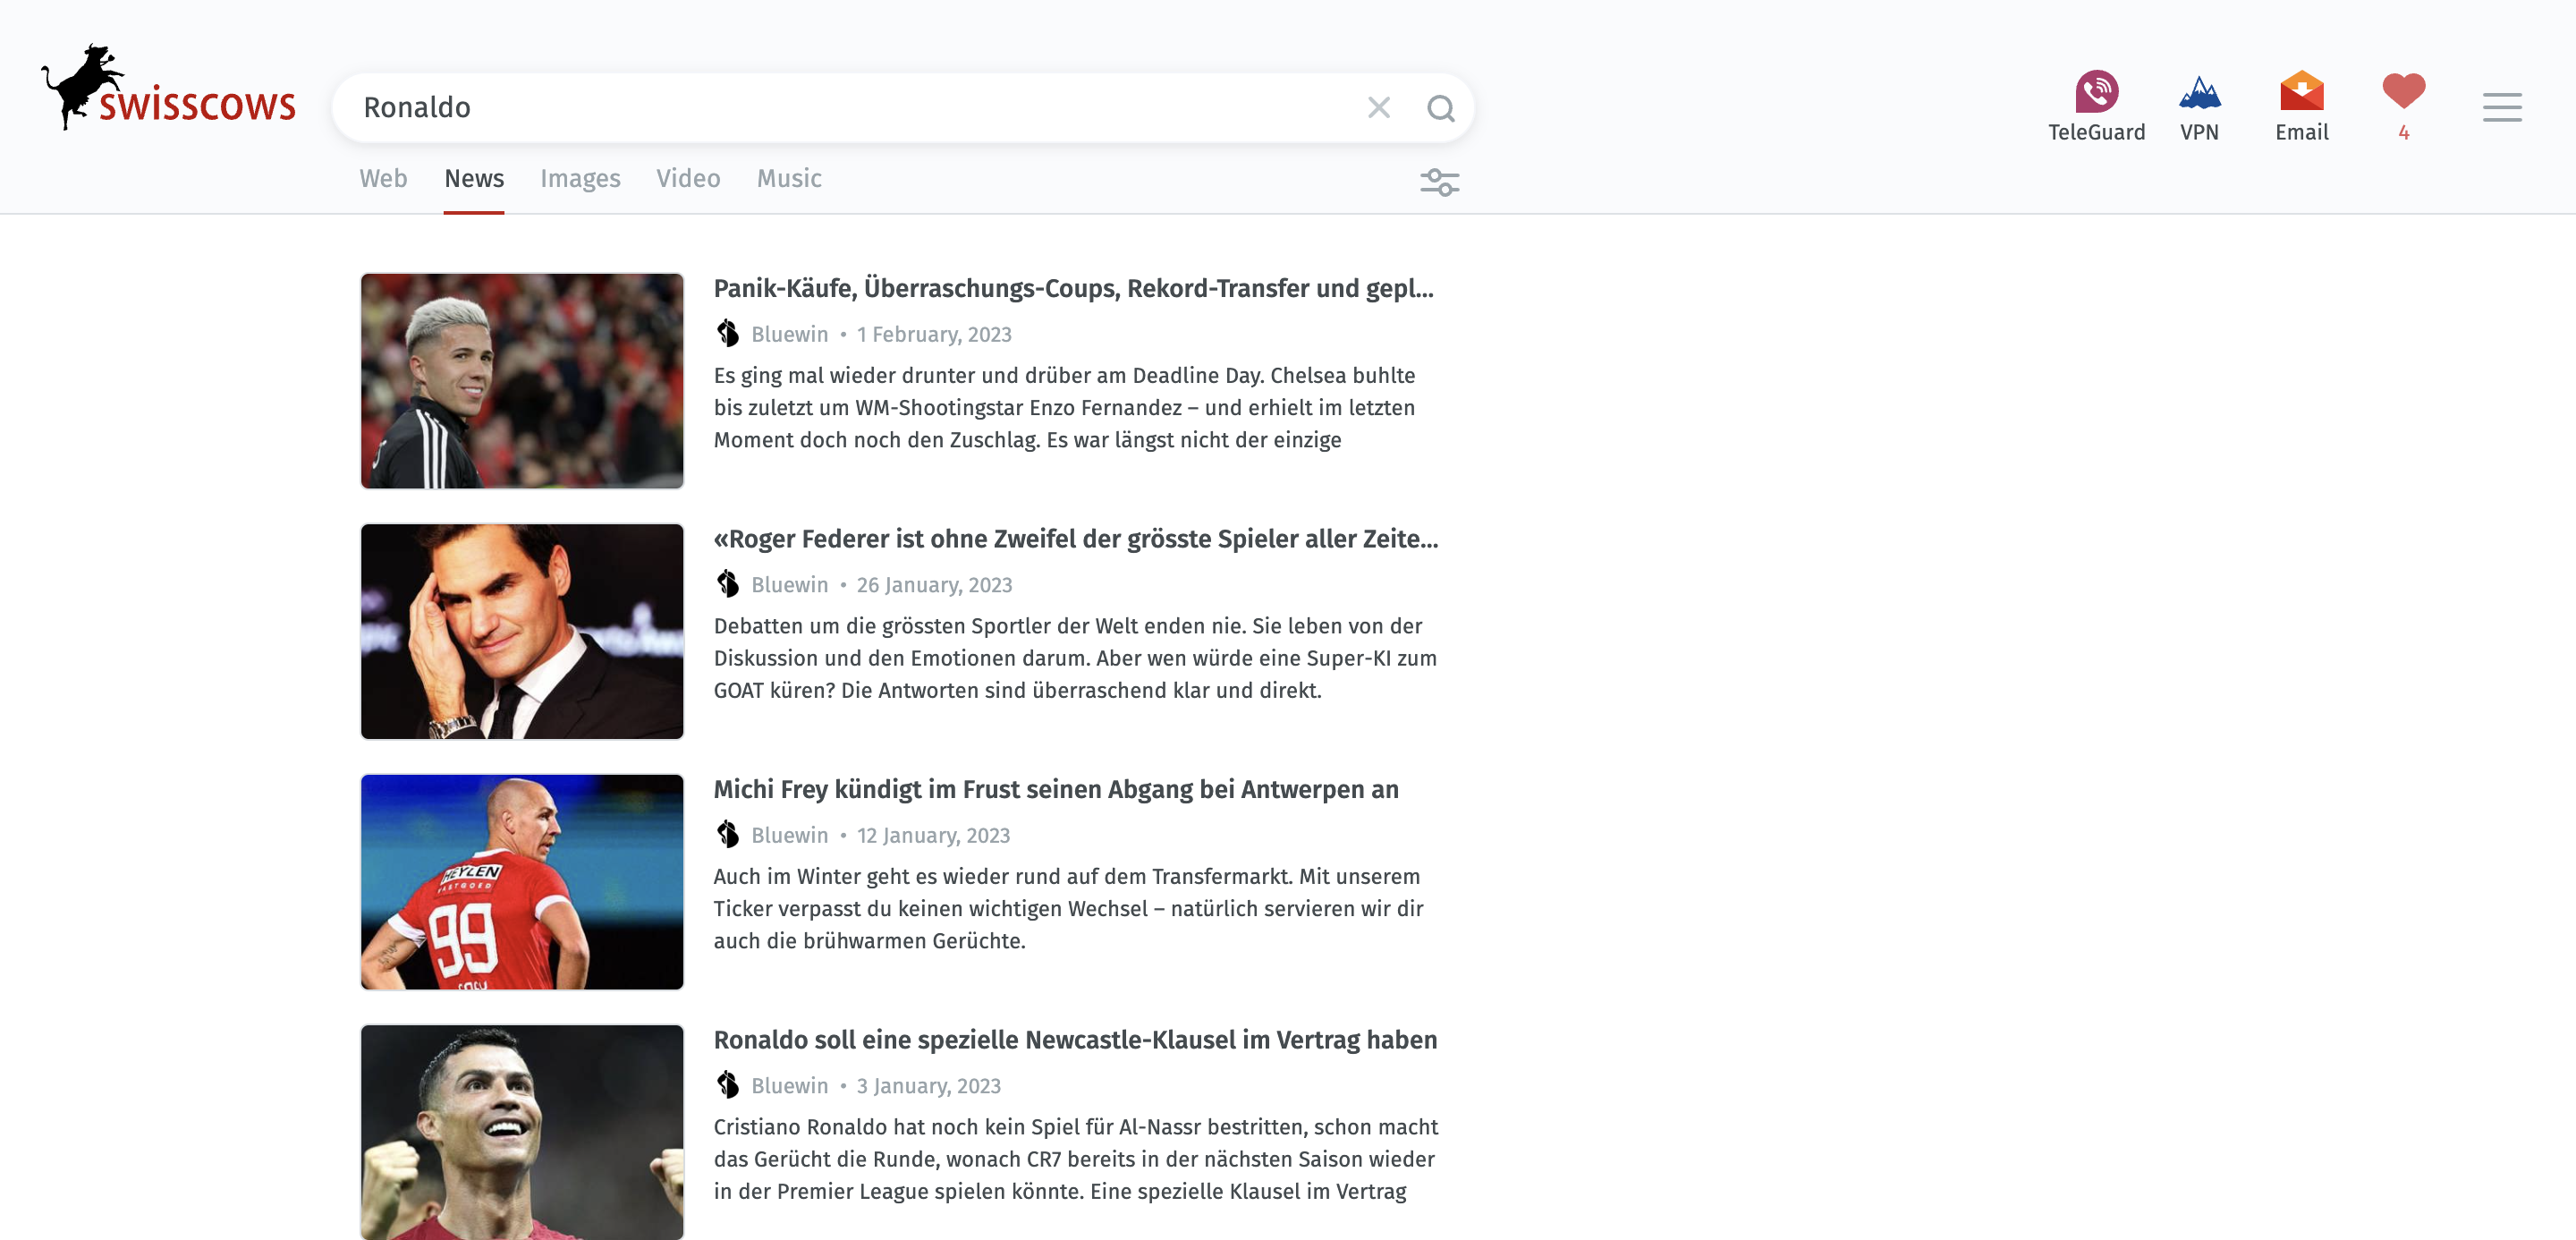 swisscows
Ronaldo
TeleGuard
VPN
Email
4
Web
News
Images
Video
Music
Panik-Käufe, Überraschungs-Coups, Rekord-Transfer und gepl...
Bluewin • 1 February, 2023
Es ging mal wieder drunter und drüber am Deadline Day. Chelsea buhlte
bis zuletzt um WM-Shootingstar Enzo Fernandez – und erhielt im letzten
Moment doch noch den Zuschlag. Es war längst nicht der einzige
«Roger Federer ist ohne Zweifel der grösste Spieler aller Zeite...
Bluewin • 26 January, 2023
Debatten um die grössten Sportler der Welt enden nie. Sie leben von der
Diskussion und den Emotionen darum. Aber wen würde eine Super-KI zum
GOAT küren? Die Antworten sind überraschend klar und direkt.
HEYLEN
VASTGOED
99
Michi Frey kündigt im Frust seinen Abgang bei Antwerpen an
Bluewin • 12 January, 2023
Auch im Winter geht es wieder rund auf dem Transfermarkt. Mit unserem
Ticker verpasst du keinen wichtigen Wechsel – natürlich servieren wir dir
auch die brühwarmen Gerüchte.
Ronaldo soll eine spezielle Newcastle-Klausel im Vertrag haben
Bluewin • 3 January, 2023
Cristiano Ronaldo hat noch kein Spiel für Al-Nassr bestritten, schon macht
das Gerücht die Runde, wonach CR7 bereits in der nächsten Saison wieder
in der Premier League spielen könnte. Eine spezielle Klausel im Vertrag